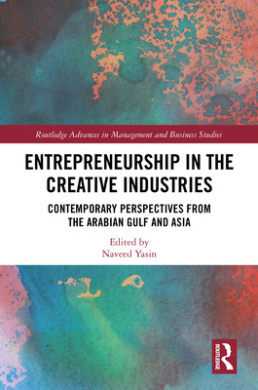 Routledge Advances in Management and Business Studies
ENTREPRENEURSHIP IN THE
CREATIVE INDUSTRIES
CONTEMPORARY PERSPECTIVES FROM
THE ARABIAN GULF AND ASIA
Edited by
Naveed Yasin
ROUTLEDGE